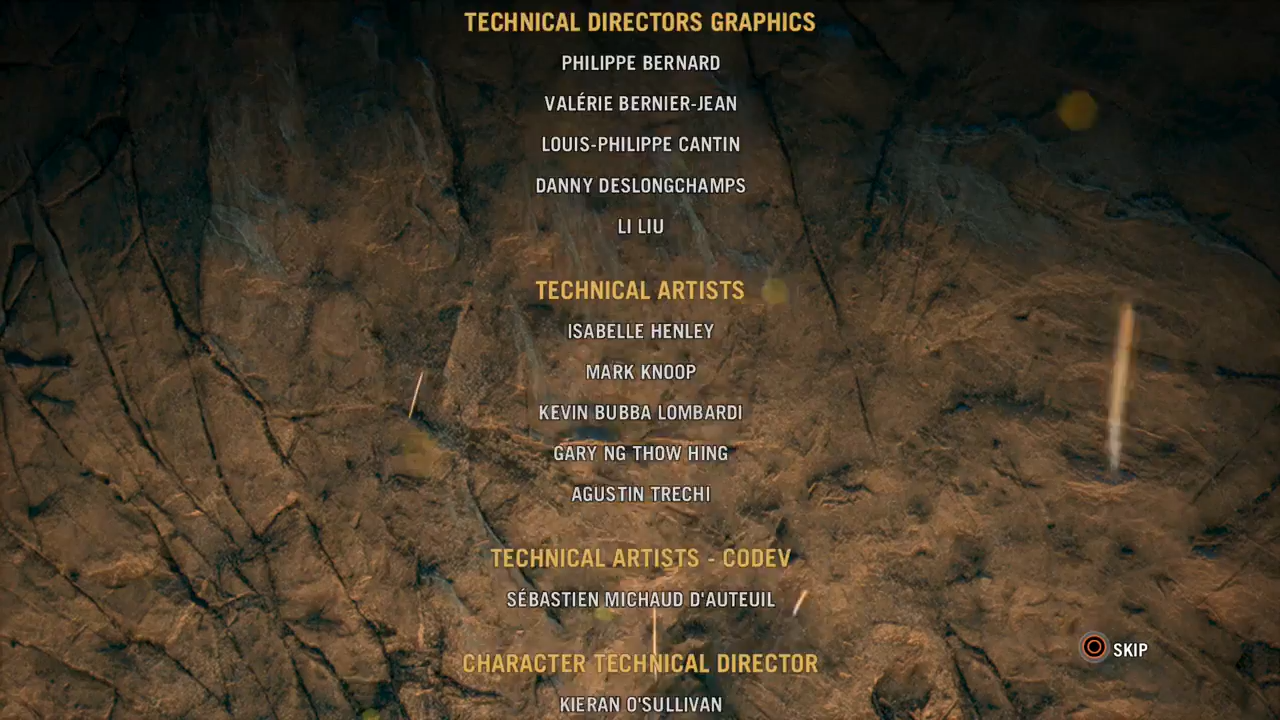 TECHNICAL DIRECTORS GRAPHICS
PHILIPPE BERNARD
VALÉRIE BERNIER-JEAN
LOUIS-PHILIPPE CANTIN
DANNY DESLONGCHAMPS
LI LIU
TECHNICAL ARTISTS
ISABELLE HENLEY
MARK KNOOP
KEVIN BUBBA LOMBARDI
GARY NG THOW HING
AGUSTIN TRECHI
TECHNICAL ARTISTS - CODEV
SÉBASTIEN MICHAUD D'AUTEUIL
SKIP
CHARACTER TECHNICAL DIRECTOR
KIERAN O'SULLIVAN